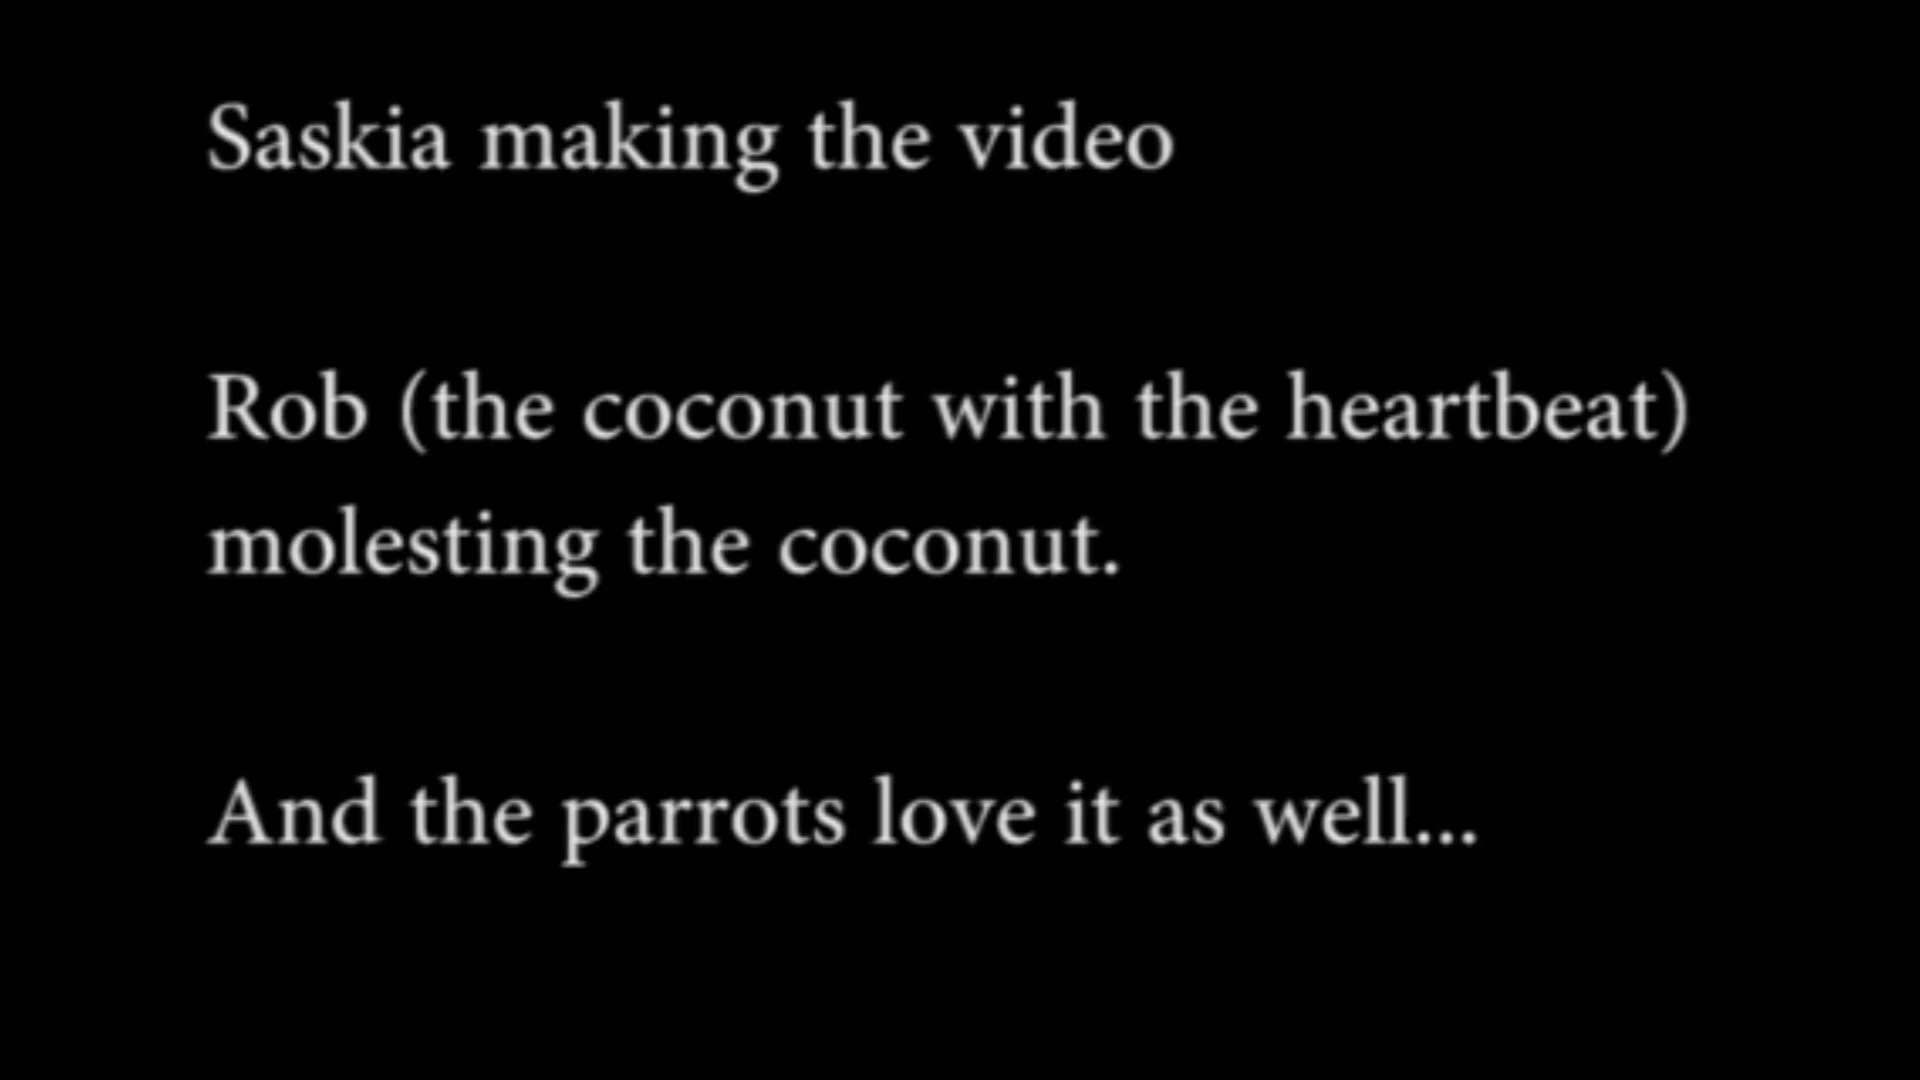 Saskia making the video
Rob (the coconut with the heartbeat)
molesting the coconut.
And the parrots love it as well...